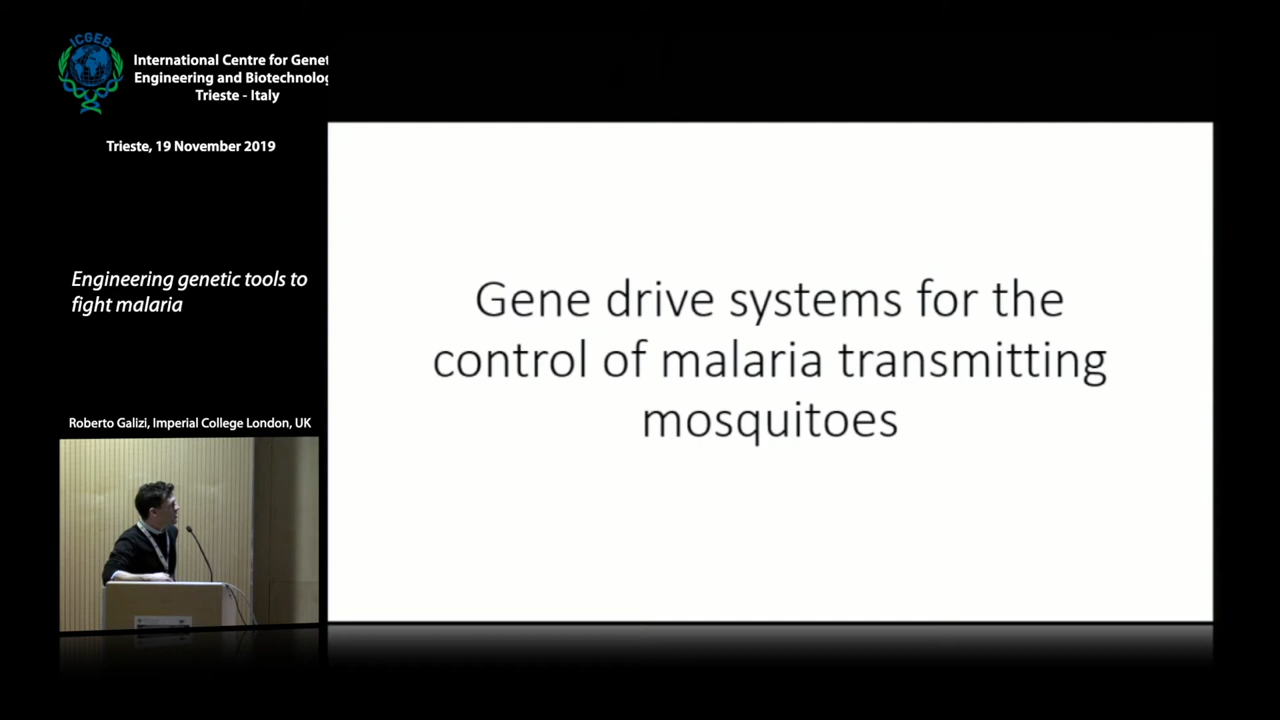 ICGEB
International Centre for Genet
Engineering and Biotechnolog
Trieste - Italy
Trieste, 19 November 2019
Engineering genetic tools to
fight malaria
Roberto Galizi, Imperial College London, UK
Gene drive systems for the
control of malaria transmitting
mosquitoes